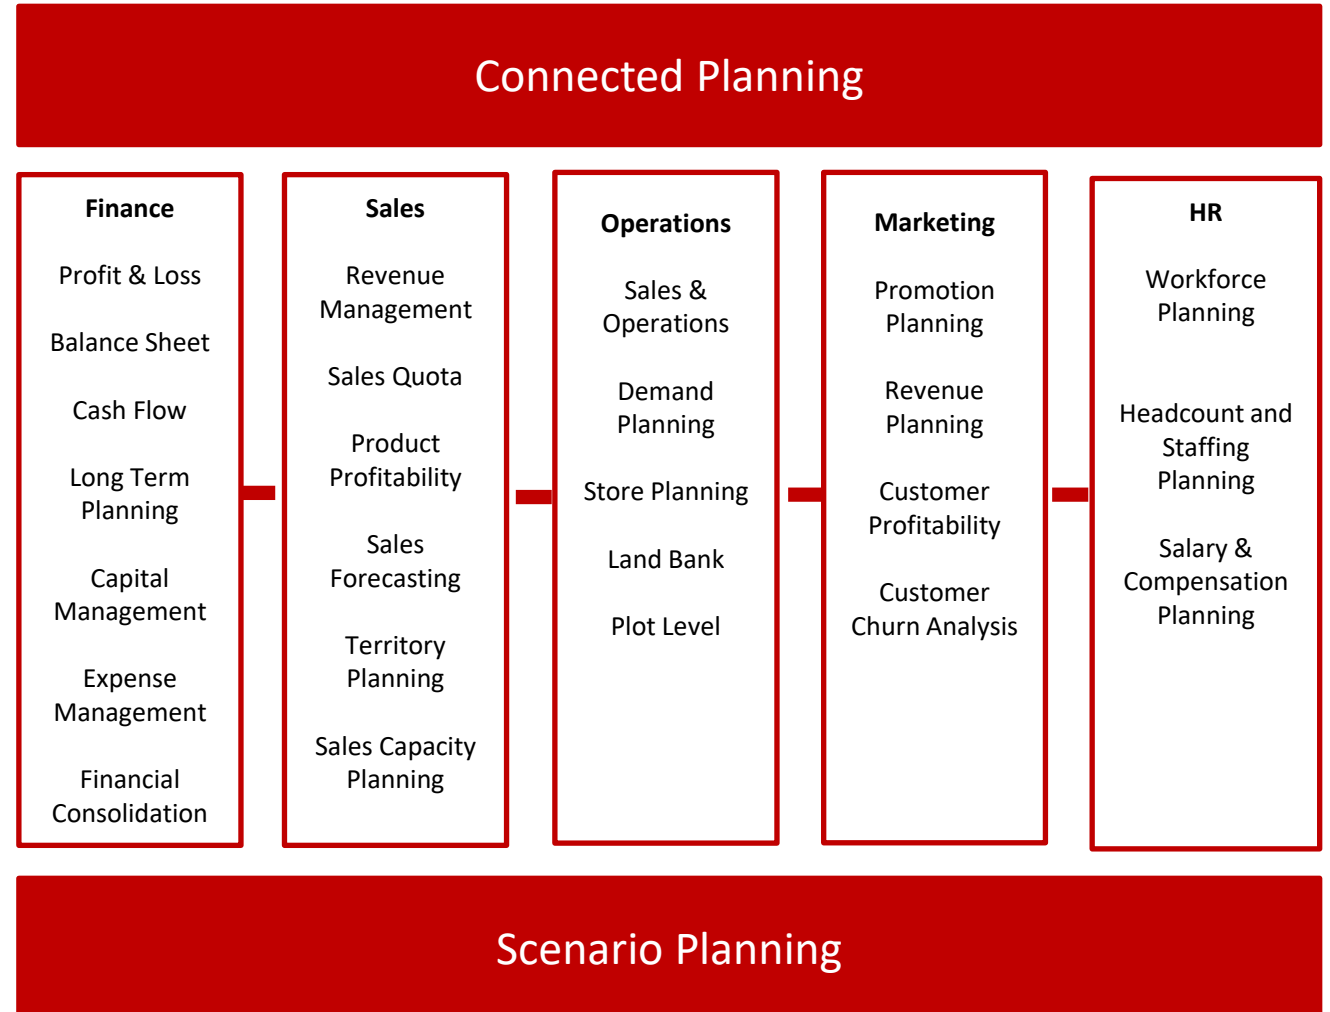 Connected Planning
Finance
Profit & Loss
Balance Sheet
Cash Flow
Long Term
Planning
Capital
Management
Expense
Management
Financial
Consolidation
Sales
Revenue
Management
Sales Quota
Product
Profitability
Sales
Forecasting
Territory
Planning
Sales Capacity
Planning
Operations
Sales &
Operations
Demand
Planning
Store Planning
Land Bank
Plot Level
Marketing
Promotion
Planning
Revenue
Planning
Customer
Profitability
Customer
Churn Analysis
HR
Workforce
Planning
Headcount and
Staffing
Planning
Salary &
Compensation
Planning
Scenario Planning